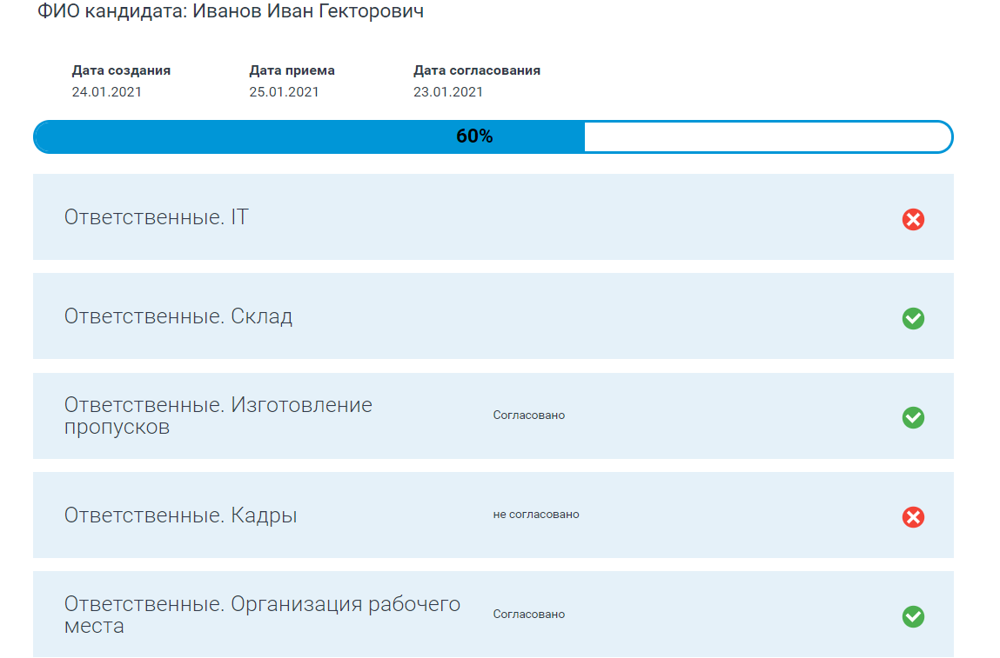 ФИО кандидата: Иванов Иван Гекторович
Дата создания Дата приема Дата согласования
24.01.2021 25.01.2021 23.01.2021
60%
Ответственные. IT
Ответственные. Склад
Ответственные. Изготовление
пропусков
Согласовано
Ответственные. Кадры
не согласовано
Ответственные. Организация рабочего
места
Согласовано